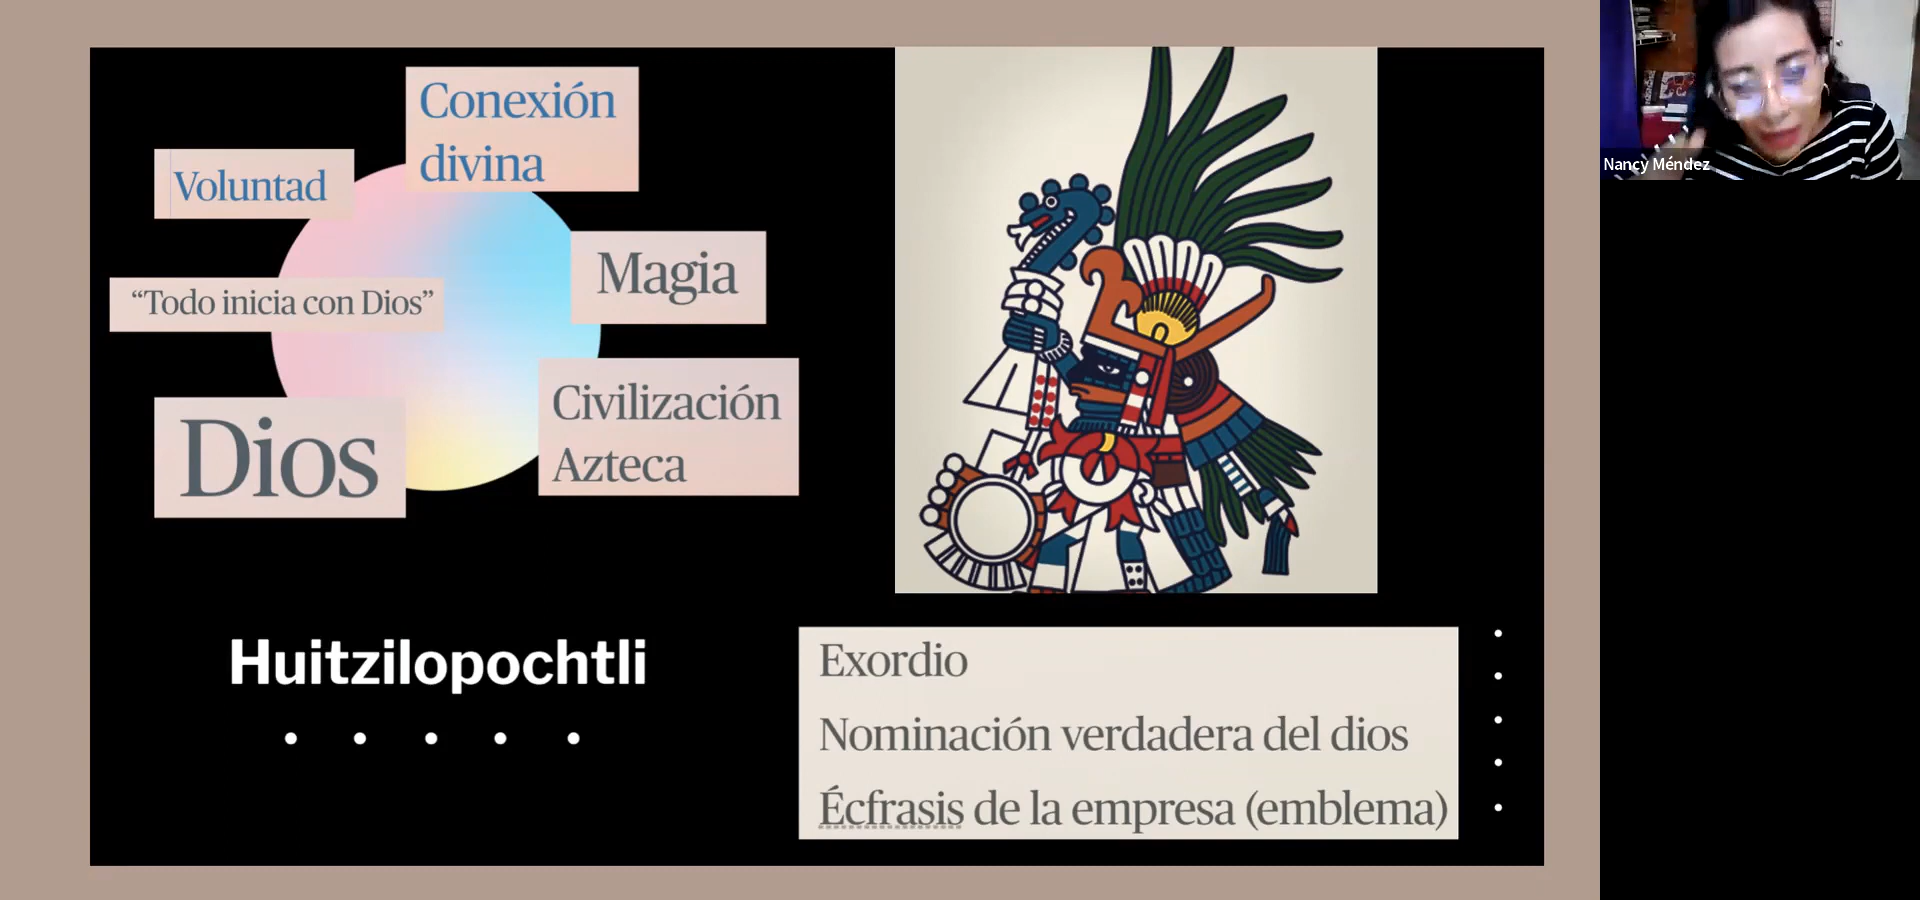 Conexión
divina
Voluntad
Magia
“Todo inicia con Dios”
Civilización
Azteca
Dios
Huitzilopochtli
Exordio
Nominación verdadera del dios
Écfrasis de la empresa (emblema)
Nancy Méndez